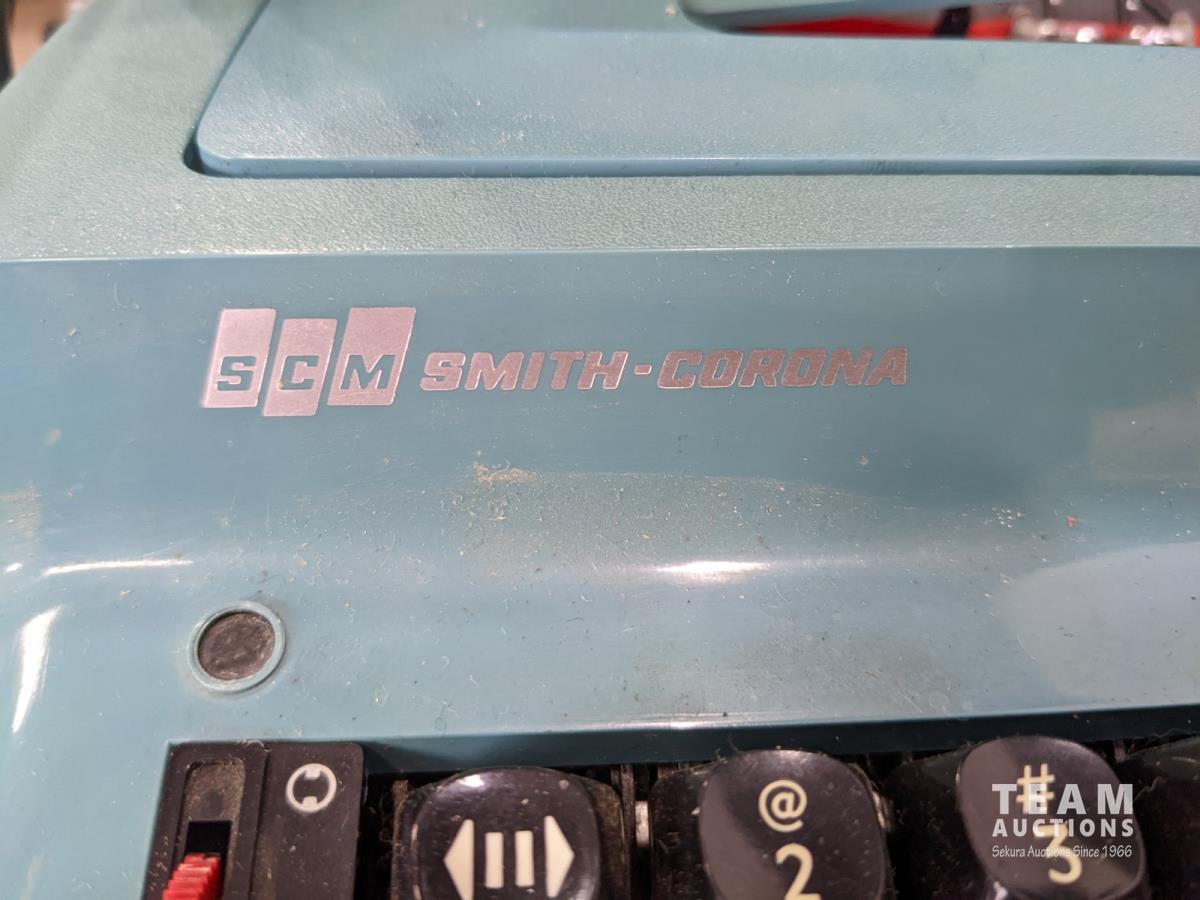 SCM SMITH-CORONA
@
2
#
3
TEAM
AUCTIONS
Sekura Auctions Since 1966